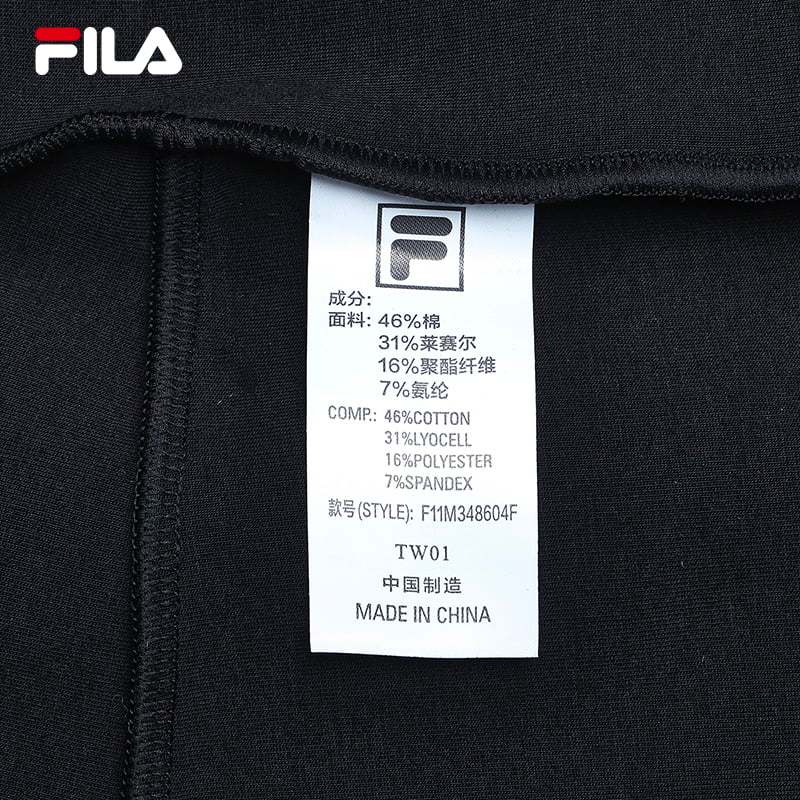 FILA
F
成分:
面料: 46%棉
31%莱赛尔
16%聚酯纤维
7%氨纶
COMP.: 46%COTTON
31%LYOCELL
16%POLYESTER
7%SPANDEX
款号(STYLE): F11M348604F
TW01
中国制造
MADE IN CHINA